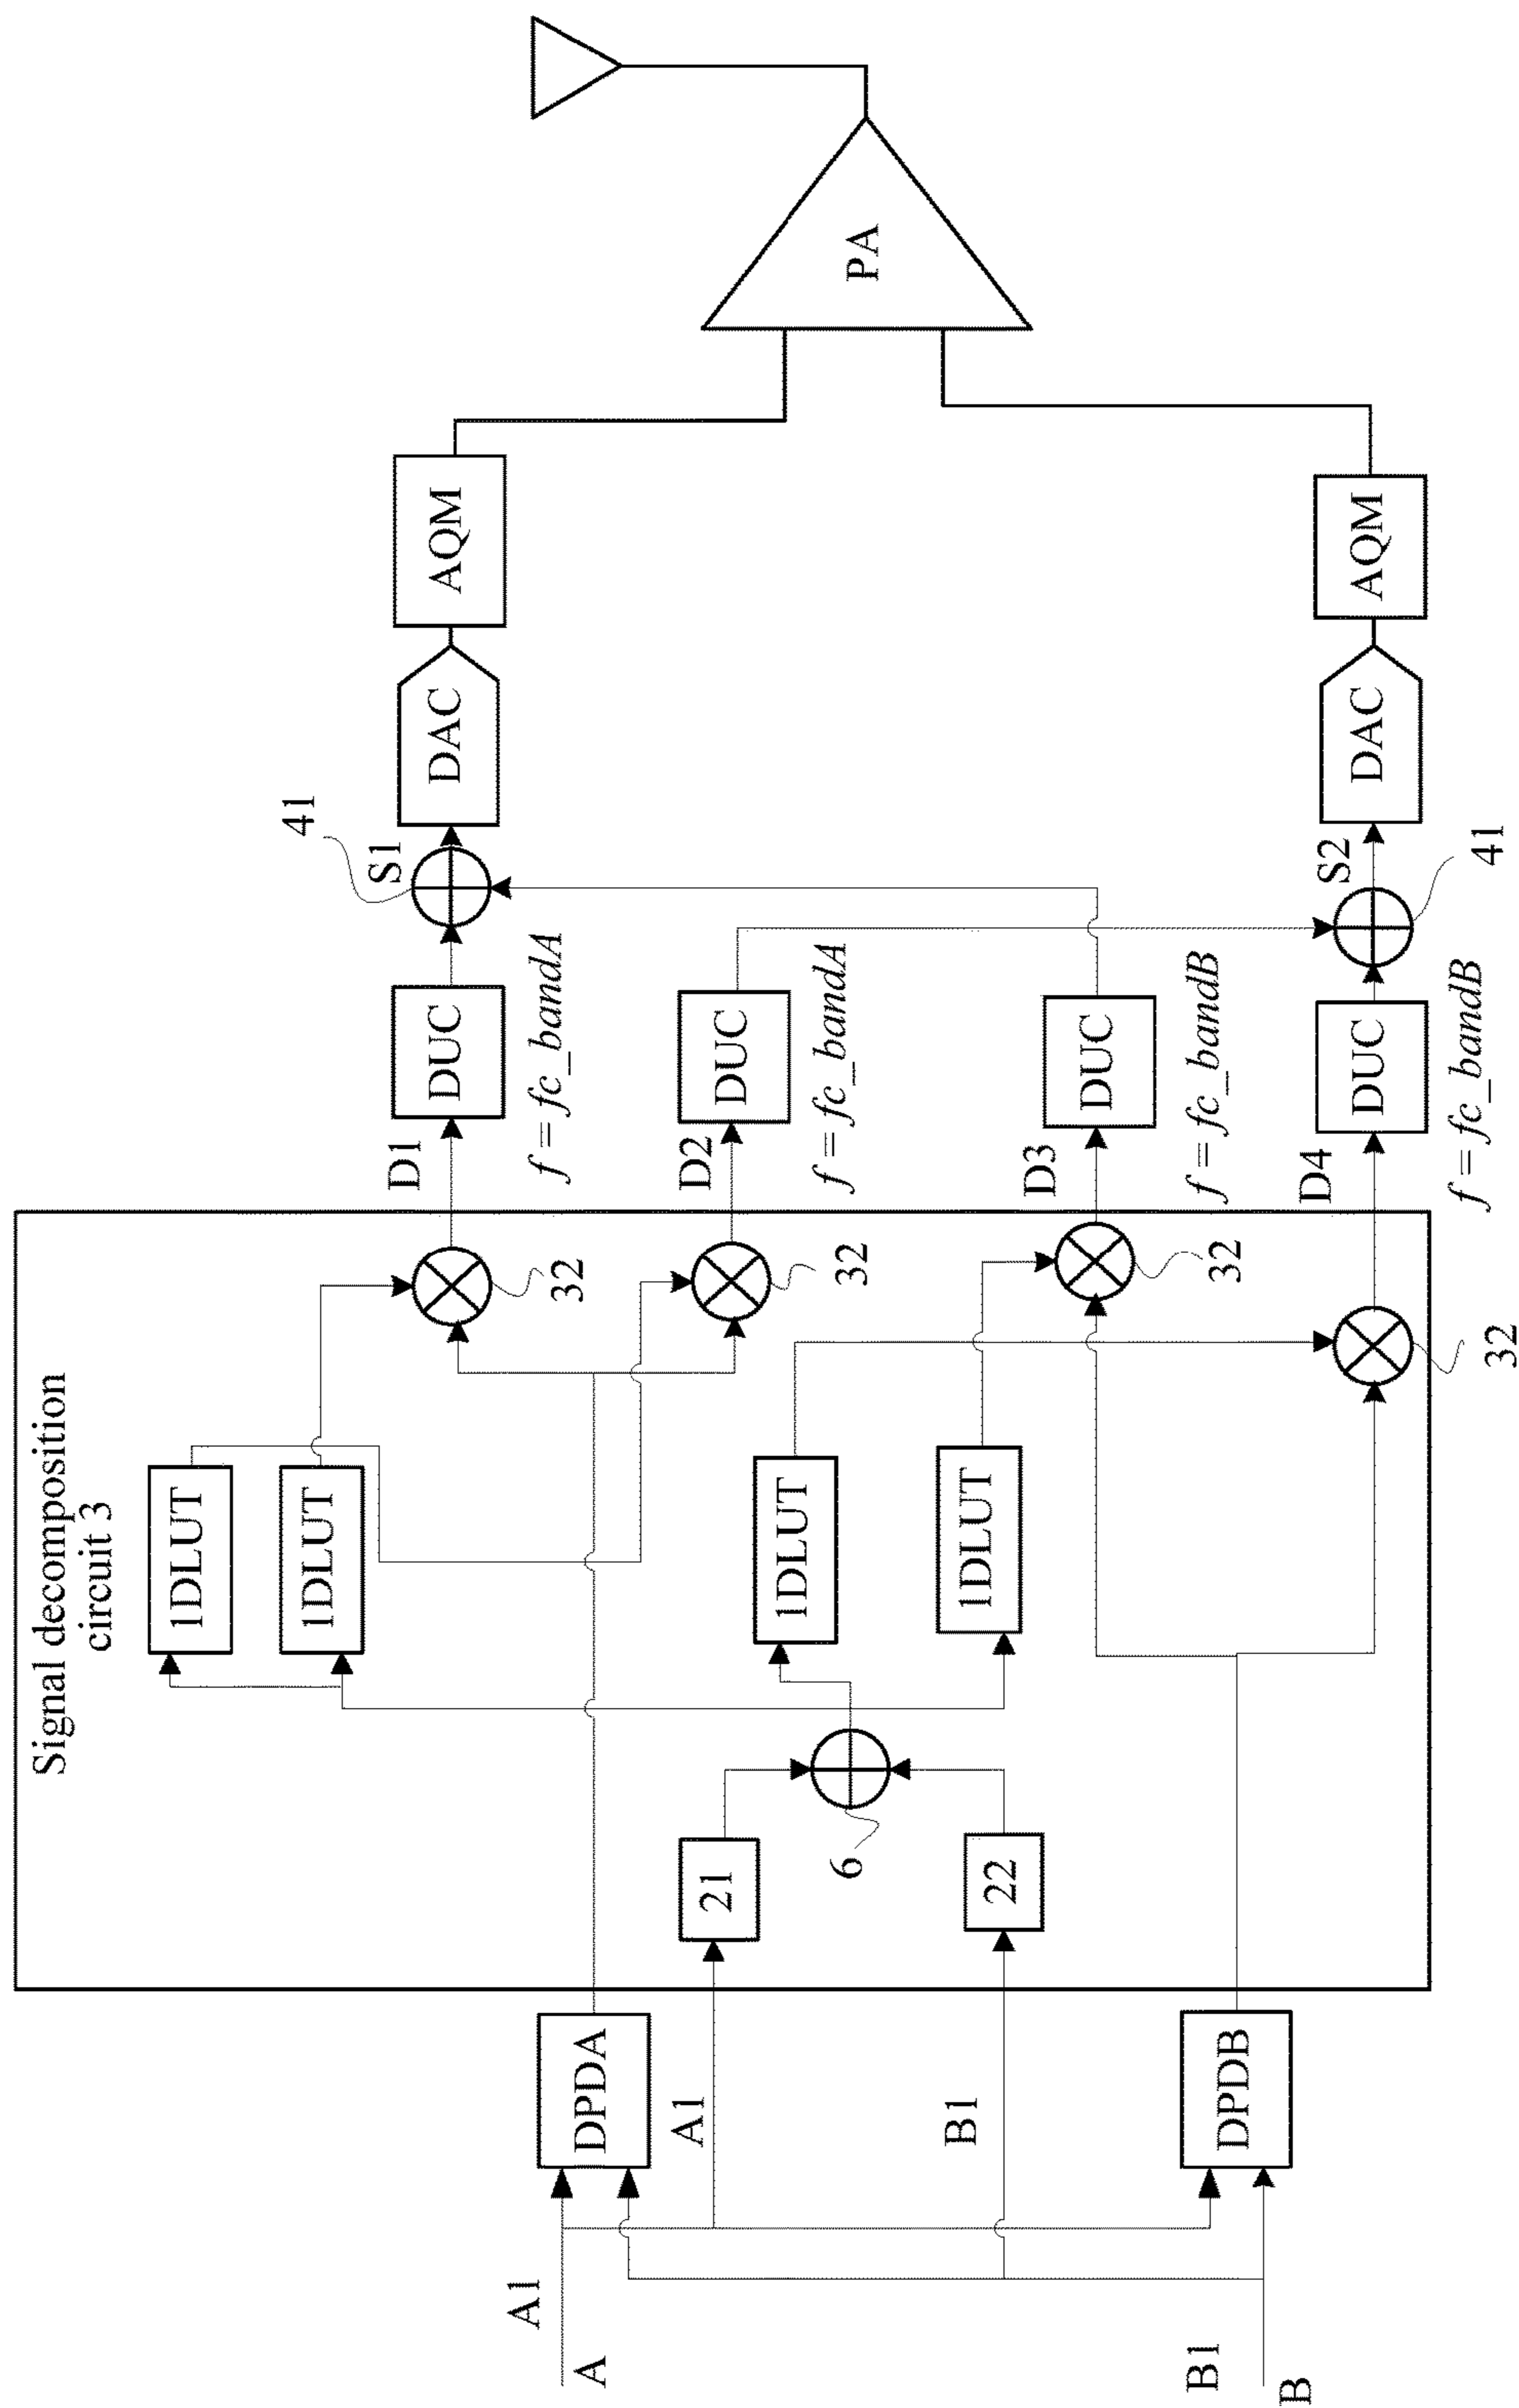 Signal decomposition
circuit 3
A1
A
B1
B
A1
B1
DPDA
DPDB
21
22
6
1DLUT
1DLUT
1DLUT
1DLUT
32
32
32
32
D1
D2
D3
D4
DUC
f = fc_bandA
DUC
f = fc_bandA
DUC
f = fc_bandB
DUC
f = fc_bandB
41
S1
S2
41
DAC
DAC
AQM
AQM
PA